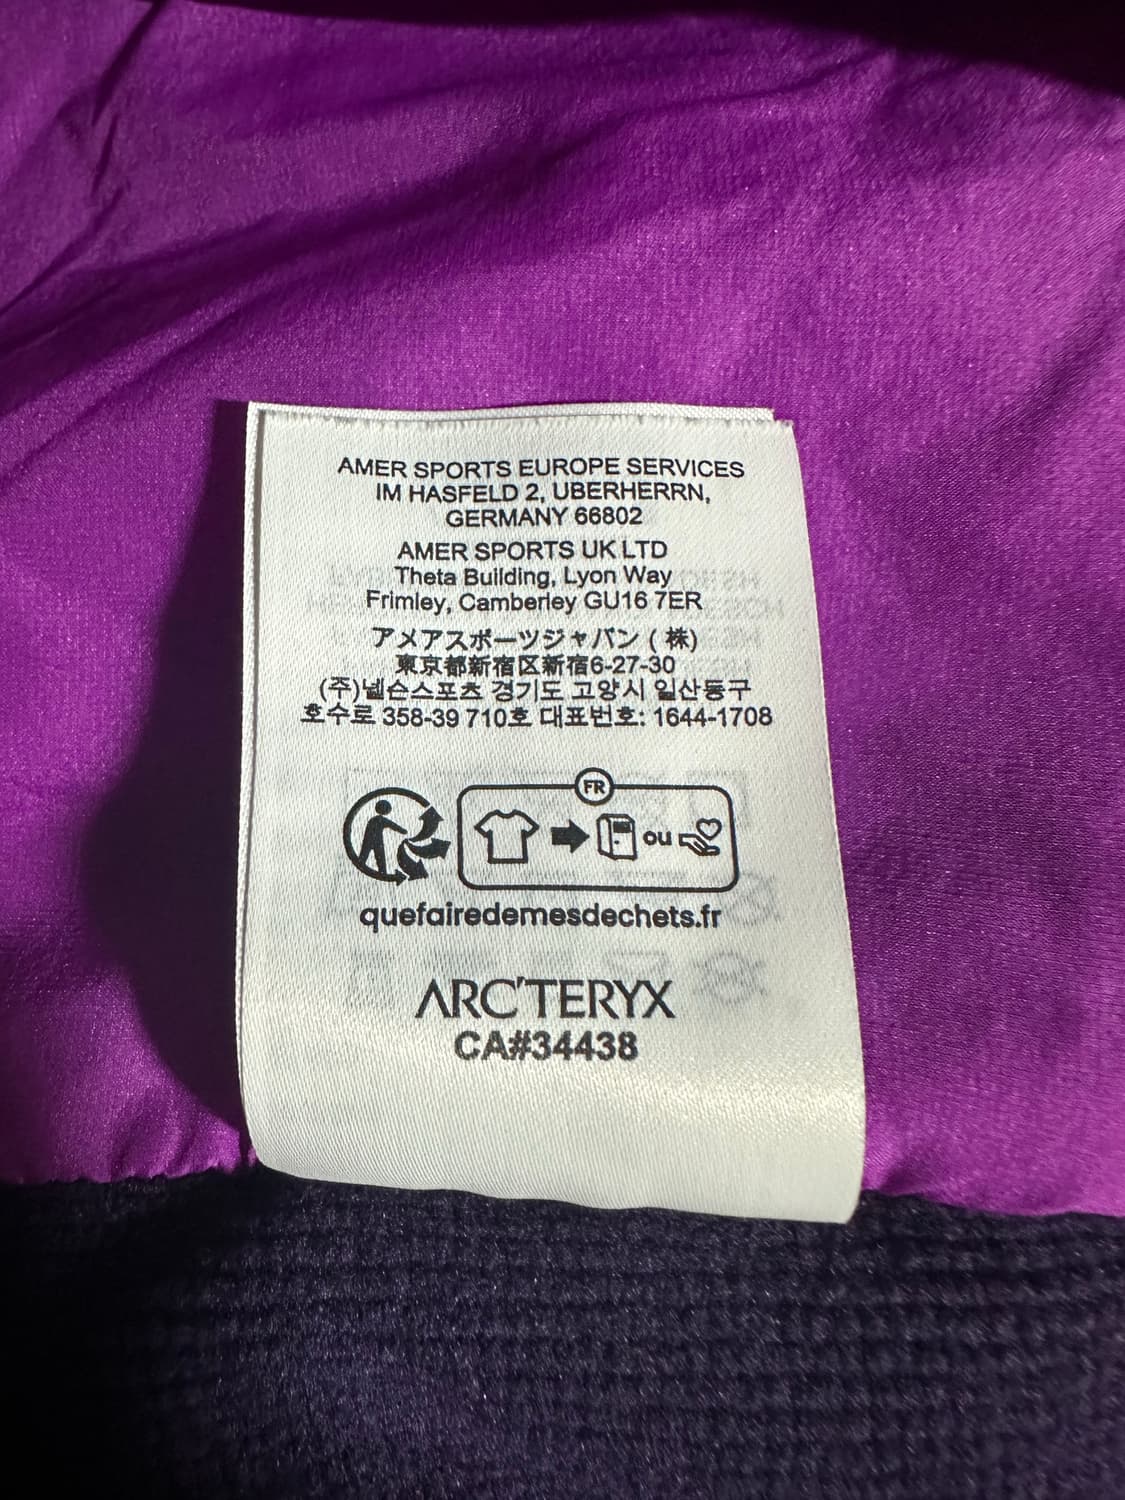 AMER SPORTS EUROPE SERVICES
IM HASFELD 2, UBERHERRN,
GERMANY 66802
AMER SPORTS UK LTD
Theta Building, Lyon Way
Frimley, Camberley GU16 7ER
アメアスポーツジャパン (株)
東京都新宿区新宿6-27-30
(주)넬슨스포츠 경기도 고양시 일산동구
호수로 358-39 710호 대표번호: 1644-1708
FR
ou
quefairedemesdechets.fr
ARC'TERYX
CA#34438